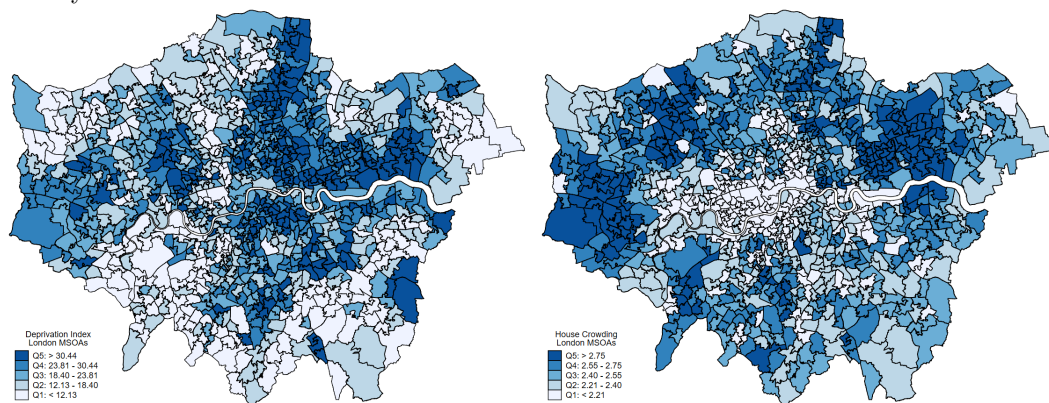 Deprivation Index
London MSOAs
Q5: > 30.44
Q4: 23.81 - 30.44
Q3: 18.40 - 23.81
Q2: 12.13 - 18.40
Q1: < 12.13
House Crowding
London MSOAs
Q5: > 2.75
Q4: 2.55 - 2.75
Q3: 2.40 - 2.55
Q2: 2.21 - 2.40
Q1: < 2.21